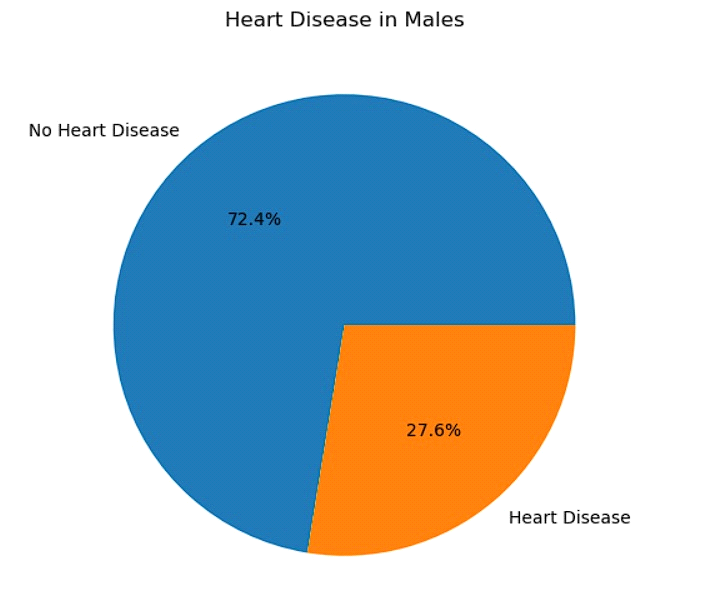 Heart Disease in Males
No Heart Disease
72.4%
27.6%
Heart Disease